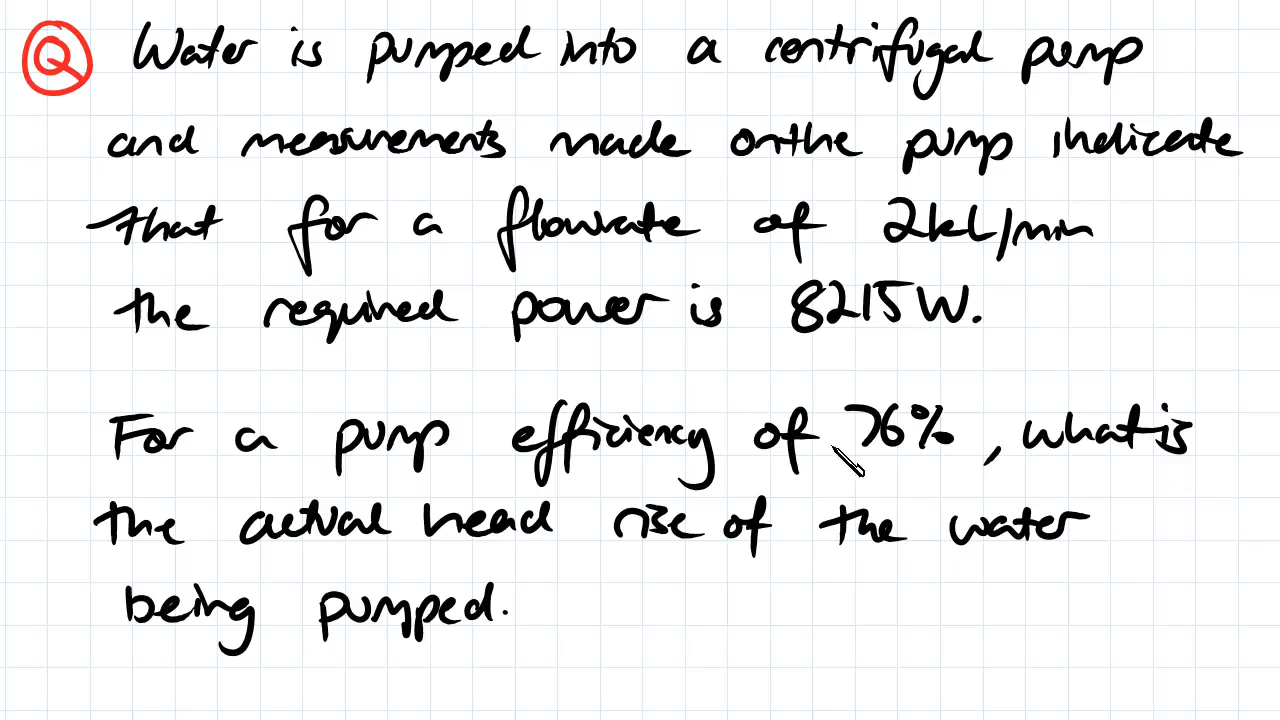 Q Water is pumped into a centrifugal pump
and measurements made on the pump indicate
that for a flowrate of 2kL/min
the required power is 8215W.
For a pump efficiency of 76%, what is
the actual head rise of the water
being pumped.